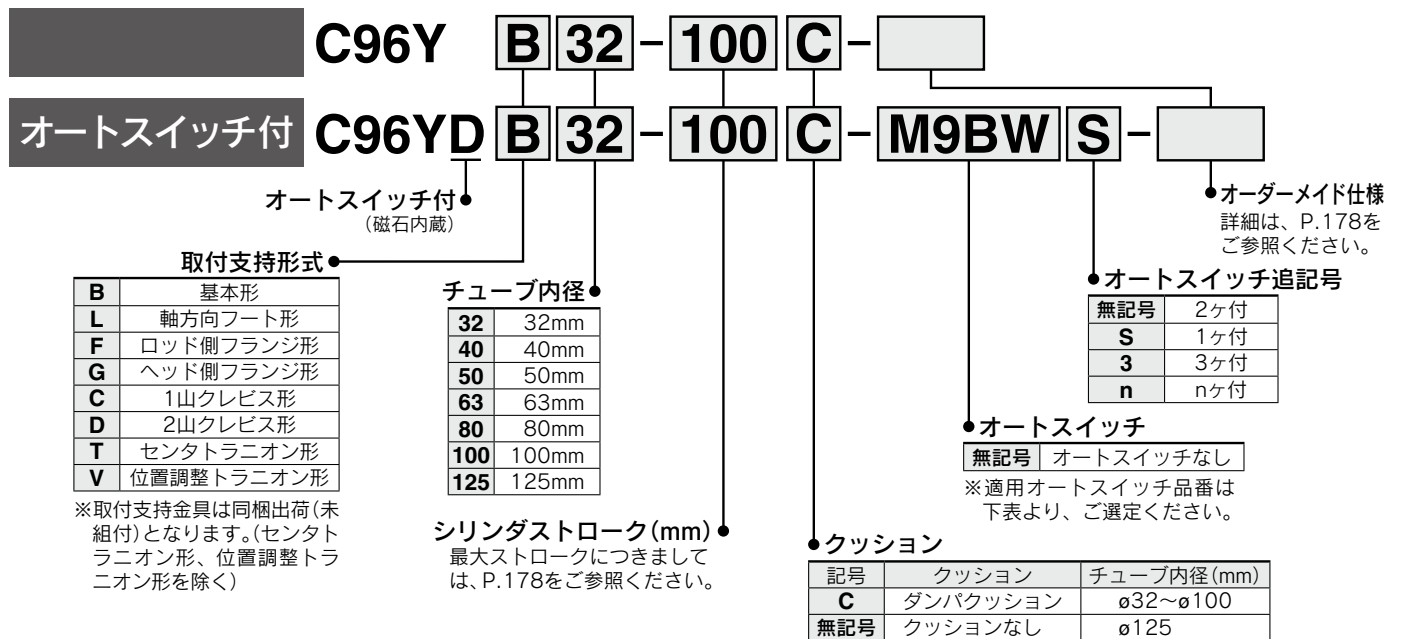 C96Y B 32 - 100 C -
オートスイッチ付 C96YD B 32 - 100 C - M9BW S -
オートスイッチ付
(磁石内蔵)
オーダーメイド仕様
詳細は、P.178を
ご参照ください。
取付支持形式
B 基本形
L 軸方向フート形
F ロッド側フランジ形
G ヘッド側フランジ形
C 1山クレビス形
D 2山クレビス形
T センタトラニオン形
V 位置調整トラニオン形
※取付支持金具は同梱出荷(未
組付)となります。(センタト
ラニオン形、位置調整トラ
ニオン形を除く)
チューブ内径
32 32mm
40 40mm
50 50mm
63 63mm
80 80mm
100 100mm
125 125mm
シリンダストローク(mm)
最大ストロークにつきまして
は、P.178をご参照ください。
オートスイッチ追記号
無記号 2ヶ付
S 1ヶ付
3 3ヶ付
n nヶ付
オートスイッチ
無記号 オートスイッチなし
※適用オートスイッチ品番は
下表より、ご選定ください。
クッション
記号 クッション チューブ内径(mm)
C ダンパクッション ø32～ø100
無記号 クッションなし ø125